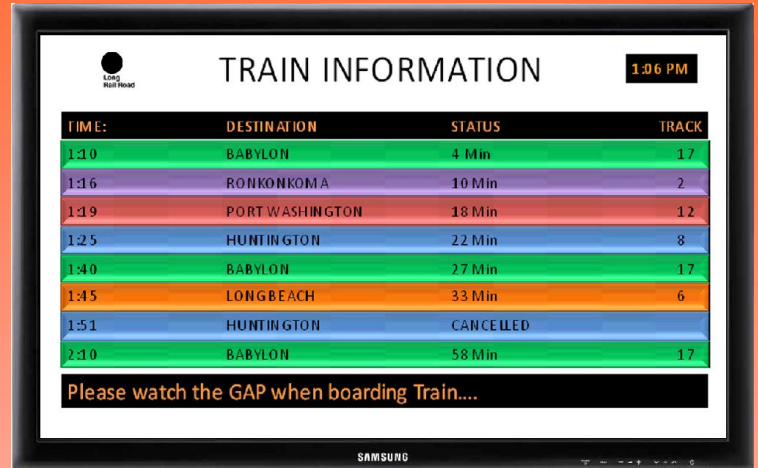 Long
Rail Road
TRAIN INFORMATION
1:06 PM
TIME: DESTINATION STATUS TRACK
1:10 BABYLON 4 Min 17
1:16 RONKONKOMA 10 Min 2
1:19 PORT WASHINGTON 18 Min 12
1:25 HUNTINGTON 22 Min 8
1:40 BABYLON 27 Min 17
1:45 LONGBEACH 33 Min 6
1:51 HUNTINGTON CANCELLED
2:10 BABYLON 58 Min 17
Please watch the GAP when boarding Train....
SAMSUNG